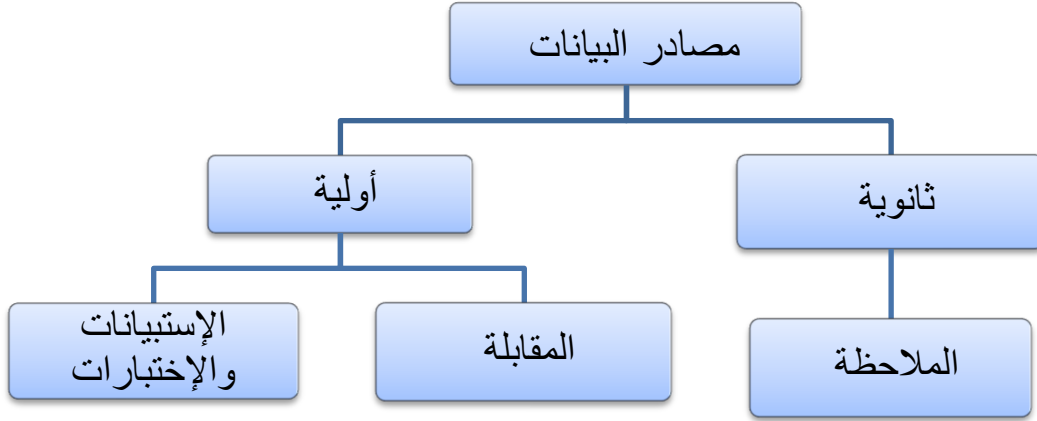 مصادر البيانات
ثانوية
أولية
الملاحظة
المقابلة
الإستبيانات
والإختبارات